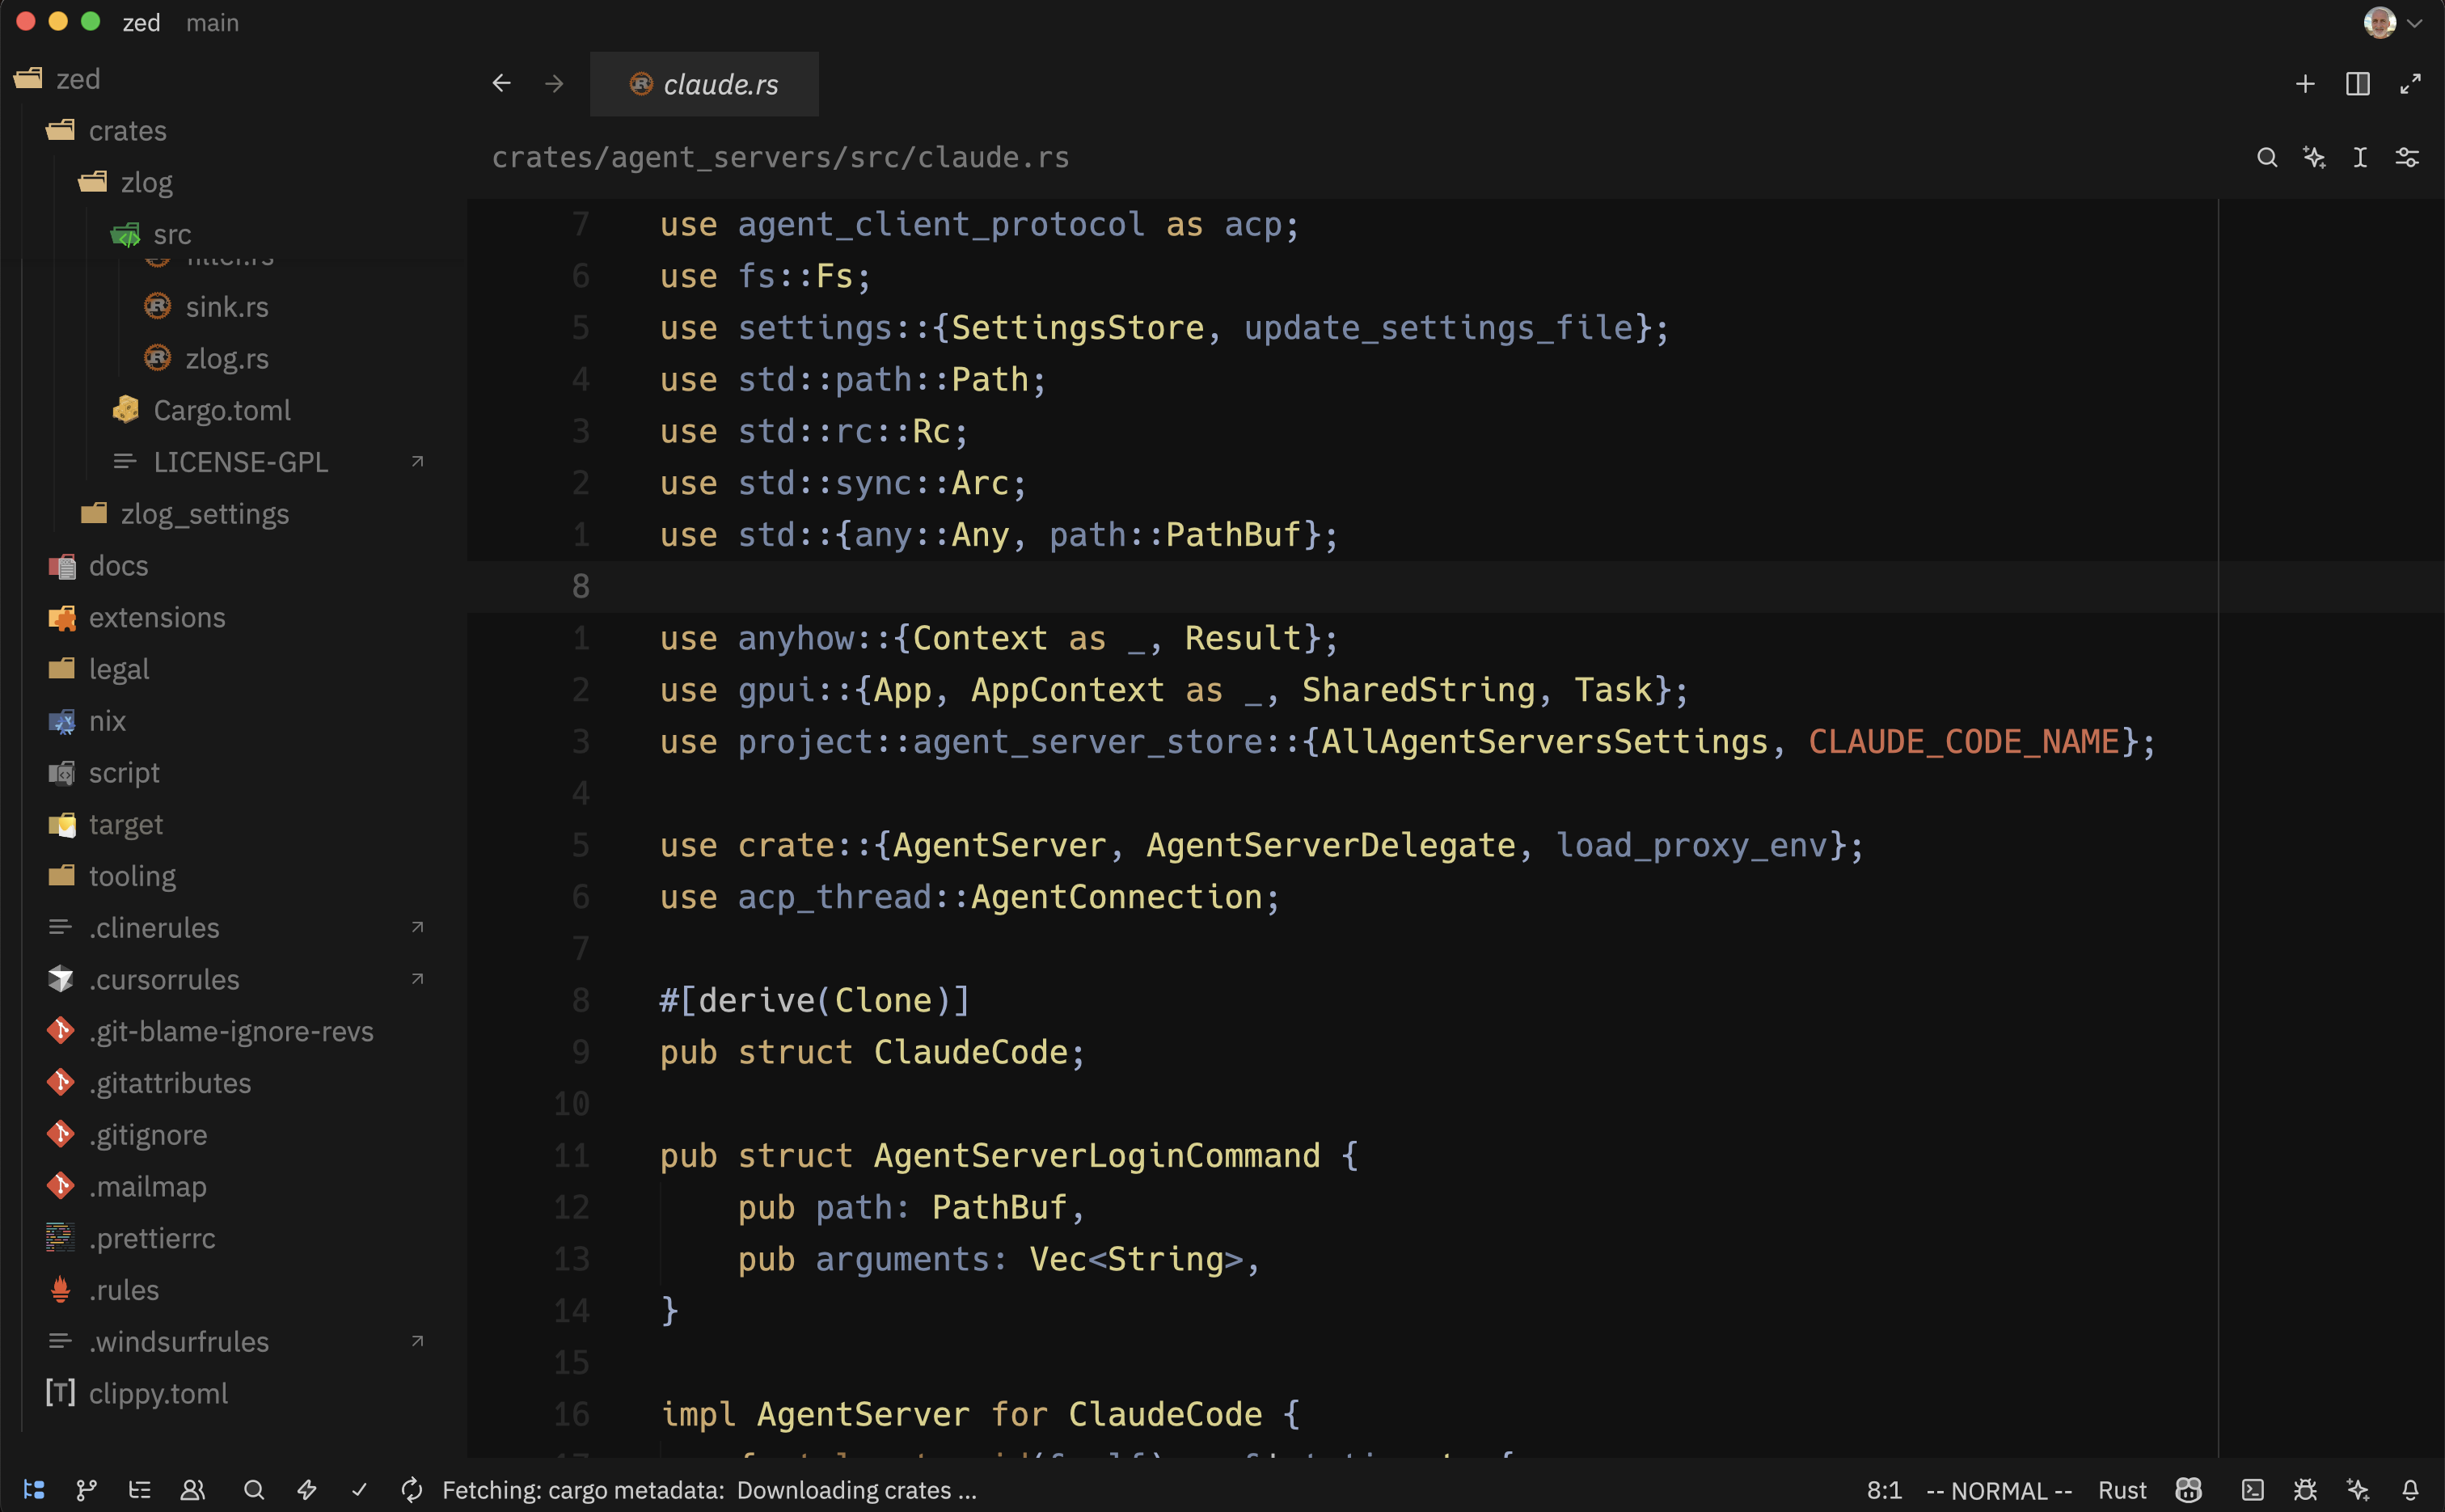 zed main
zed
crates
zlog
src
filter.rs
sink.rs
zlog.rs
Cargo.toml
LICENSE-GPL
zlog_settings
docs
extensions
legal
nix
script
target
tooling
.clinerules
.cursorrules
.git-blame-ignore-revs
.gitattributes
.gitignore
.mailmap
.prettierrc
.rules
.windsurfrules
[T] clippy.toml
claude.rs
crates/agent_servers/src/claude.rs
7 use agent_client_protocol as acp;
6 use fs::Fs;
5 use settings::{SettingsStore, update_settings_file};
4 use std::path::Path;
3 use std::rc::Rc;
2 use std::sync::Arc;
1 use std::{any::Any, path::PathBuf};
8
1 use anyhow::{Context as _, Result};
2 use gpui::{App, AppContext as _, SharedString, Task};
3 use project::agent_server_store::{AllAgentServersSettings, CLAUDE_CODE_NAME};
4
5 use crate::{AgentServer, AgentServerDelegate, load_proxy_env};
6 use acp_thread::AgentConnection;
7
8 #[derive(Clone)]
9 pub struct ClaudeCode;
10
11 pub struct AgentServerLoginCommand {
12 pub path: PathBuf,
13 pub arguments: Vec<String>,
14 }
15
16 impl AgentServer for ClaudeCode {
Fetching: cargo metadata: Downloading crates ...
8:1 -- NORMAL -- Rust